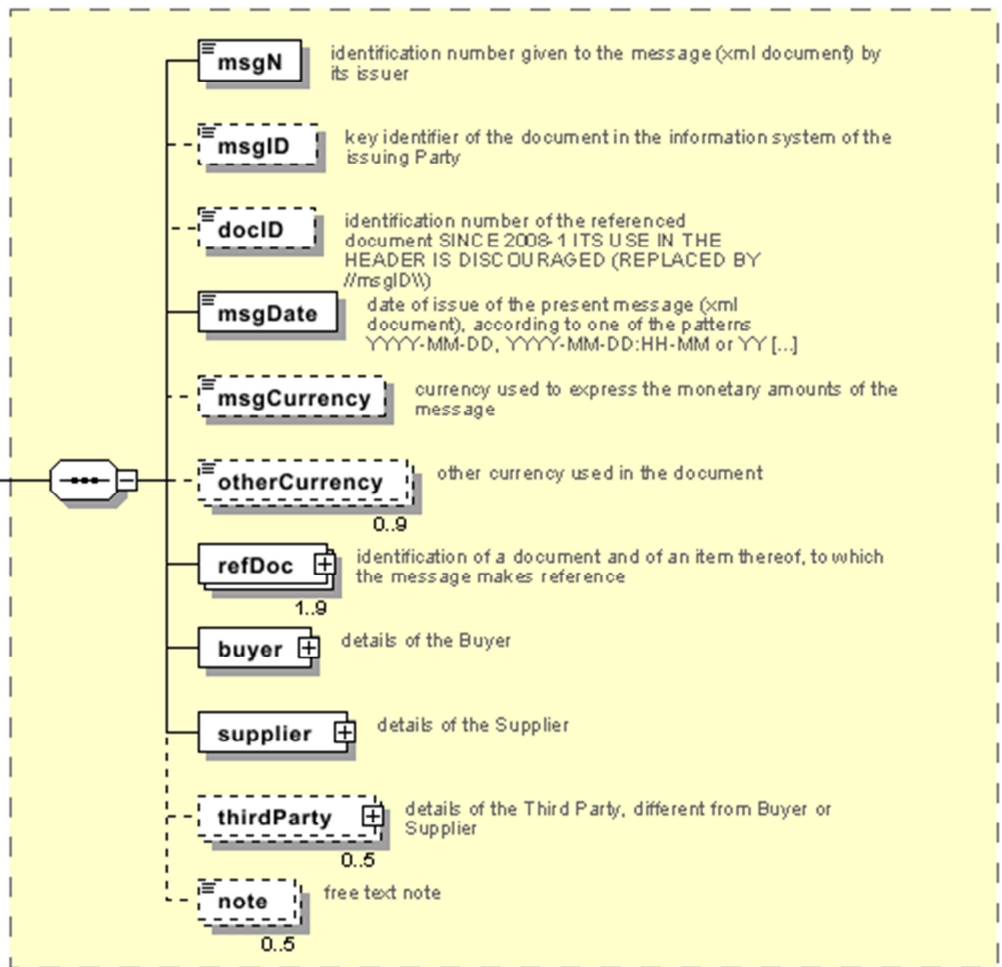 msgN
identification number given to the message (xml document) by
its issuer
msgID
key identifier of the document in the information system of the
issuing Party
docID
identification number of the referenced
document SINCE 2008-1 ITS USE IN THE
HEADER IS DISCOURAGED (REPLACED BY
//msgID\\)
msgDate
date of issue of the present message (xml
document), according to one of the patterns
YYYY-MM-DD, YYYY-MM-DD:HH-MM or YY [...]
msgCurrency
currency used to express the monetary amounts of the
message
otherCurrency
other currency used in the document
0..9
refDoc
identification of a document and of an item thereof, to which
the message makes reference
1..9
buyer
details of the Buyer
supplier
details of the Supplier
thirdParty
details of the Third Party, different from Buyer or
Supplier
0..5
note
free text note
0..5